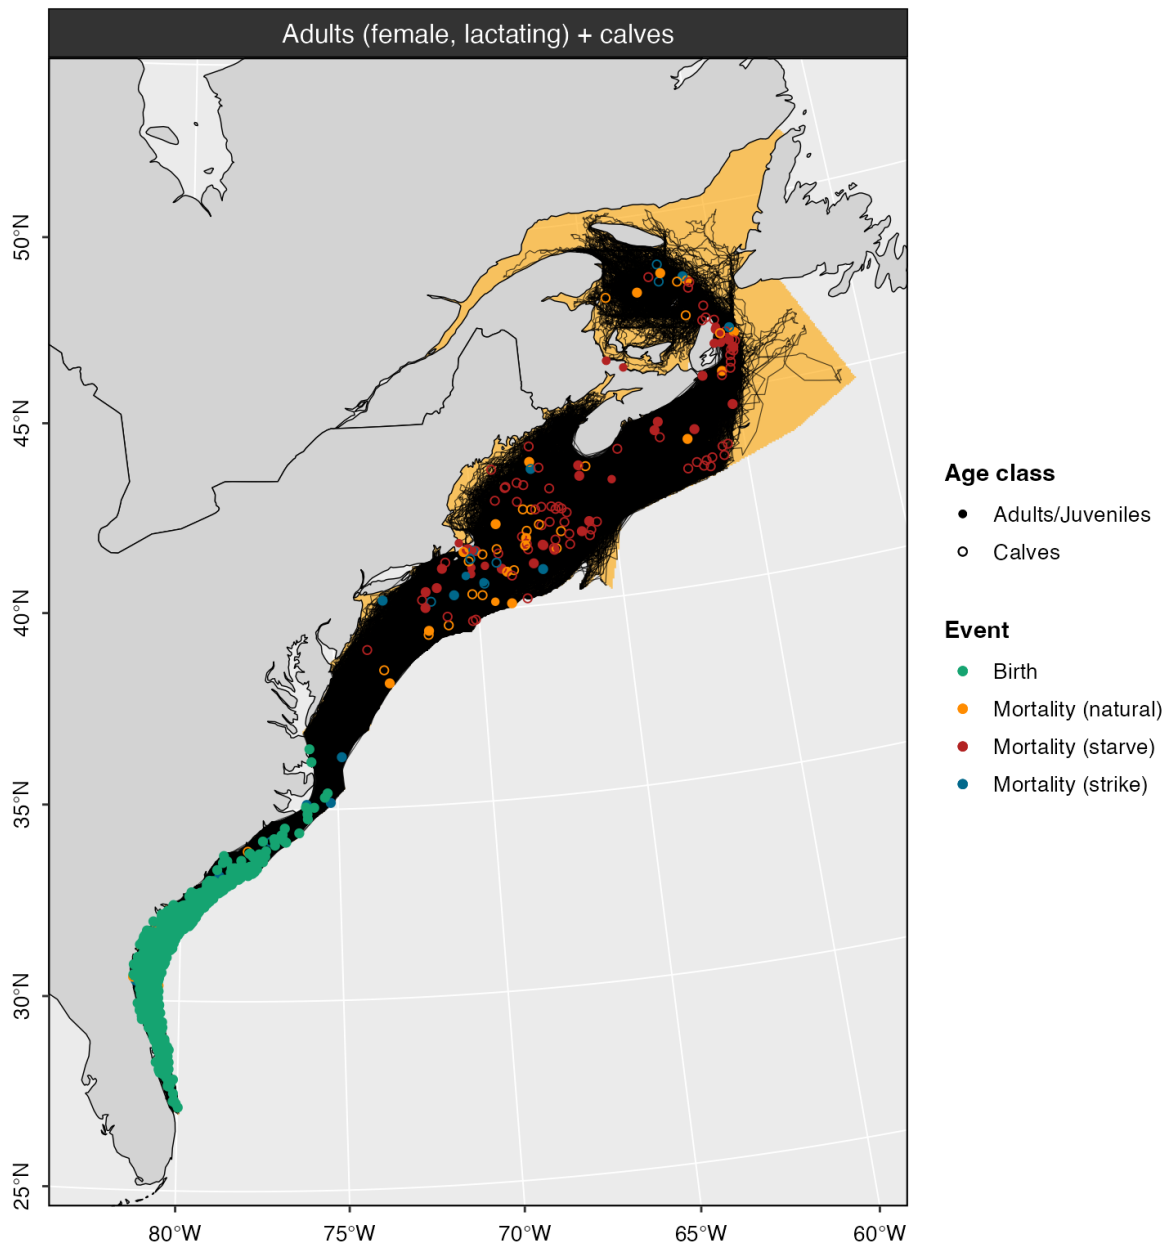 Adults (female, lactating) + calves
50°N
45°N
40°N
35°N
30°N
25°N
80°W
75°W
70°W
65°W
60°W
Age class
Adults/Juveniles
Calves
Event
Birth
Mortality (natural)
Mortality (starve)
Mortality (strike)